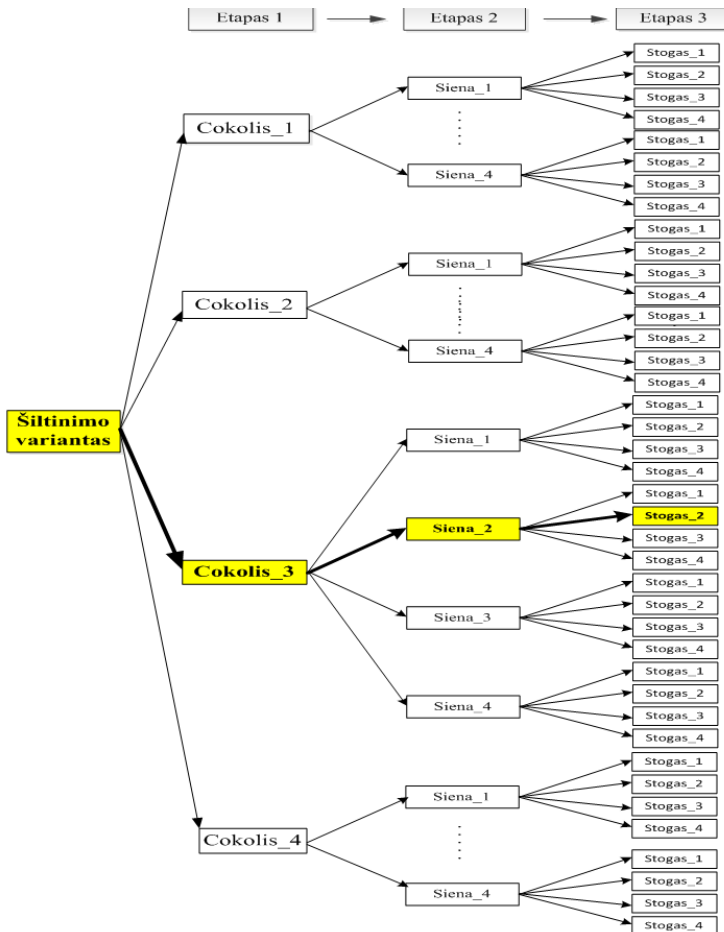 Etapas 1
Etapas 2
Etapas 3
Šiltinimo
variantas
Cokolis_1
Siena_1
Stogas_1
Stogas_2
Stogas_3
Stogas_4
Siena_4
Stogas_1
Stogas_2
Stogas_3
Stogas_4
Cokolis_2
Siena_1
Stogas_1
Stogas_2
Stogas_3
Stogas_4
Siena_4
Stogas_1
Stogas_2
Stogas_3
Stogas_4
Cokolis_3
Siena_1
Stogas_1
Stogas_2
Stogas_3
Stogas_4
Siena_2
Stogas_1
Stogas_2
Stogas_3
Stogas_4
Siena_3
Stogas_1
Stogas_2
Stogas_3
Stogas_4
Siena_4
Stogas_1
Stogas_2
Stogas_3
Stogas_4
Cokolis_4
Siena_1
Stogas_1
Stogas_2
Stogas_3
Stogas_4
Siena_4
Stogas_1
Stogas_2
Stogas_3
Stogas_4